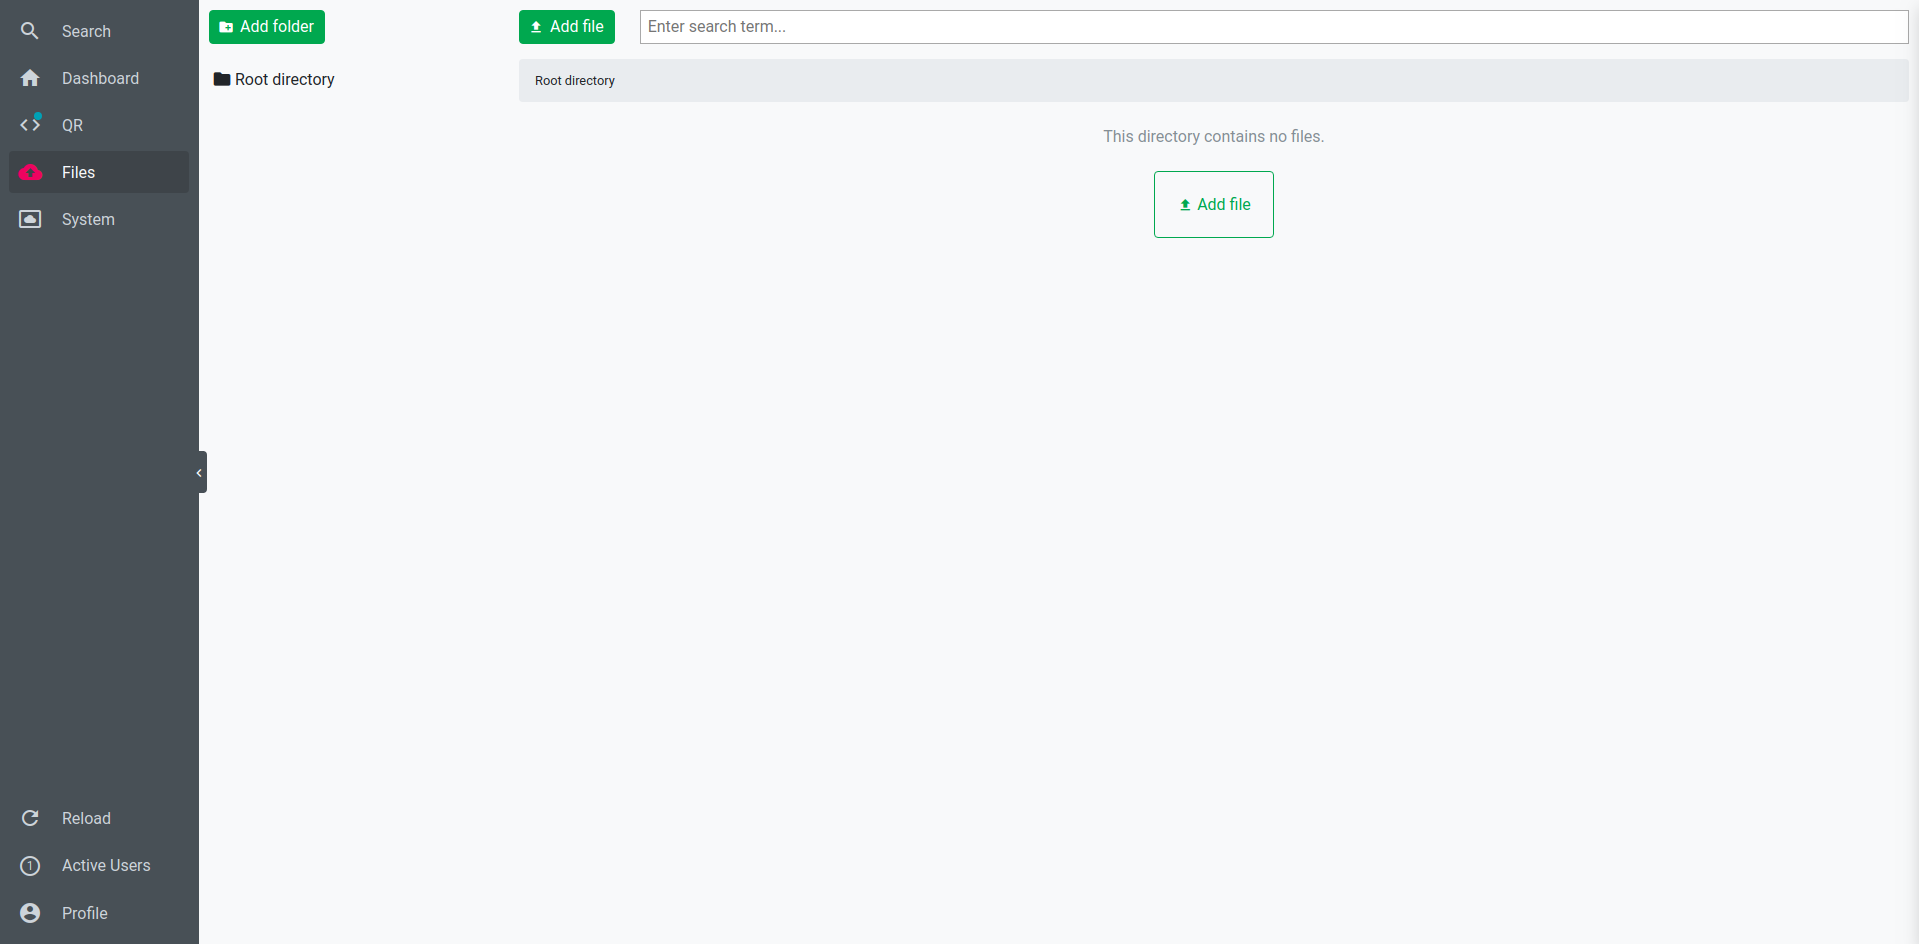 Search
Dashboard
QR
Files
System
Reload
1
Active Users
Profile
Add folder
Root directory
Add file
Enter search term...
Root directory
This directory contains no files.
Add file